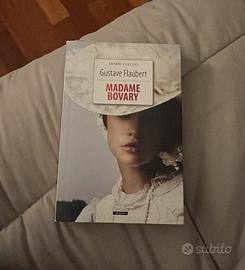 GRANDI CLASSICI
Gustave Flaubert
MADAME
BOVARY
subito